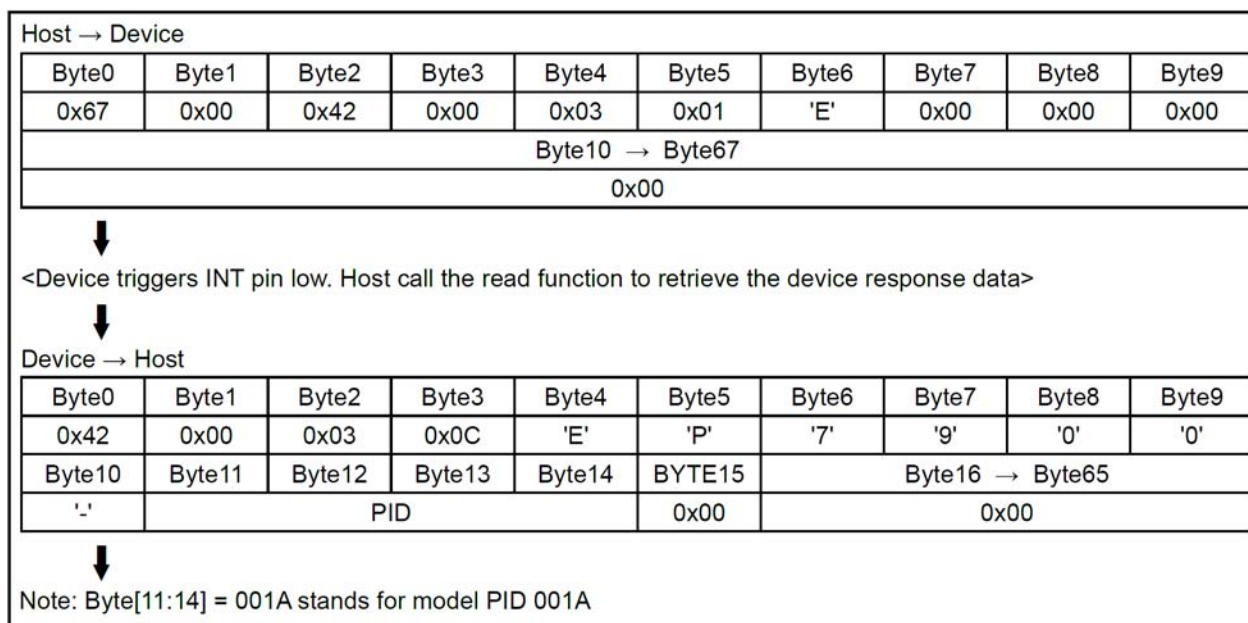 Host → Device
Byte0 Byte1 Byte2 Byte3 Byte4 Byte5 Byte6 Byte7 Byte8 Byte9
0x67 0x00 0x42 0x00 0x03 0x01 'E' 0x00 0x00 0x00
Byte10 → Byte67
0x00
<Device triggers INT pin low. Host call the read function to retrieve the device response data>
Device → Host
Byte0 Byte1 Byte2 Byte3 Byte4 Byte5 Byte6 Byte7 Byte8 Byte9
0x42 0x00 0x03 0x0C 'E' 'P' '7' '9' '0' '0'
Byte10 Byte11 Byte12 Byte13 Byte14 BYTE15 Byte16 → Byte65
'-' PID 0x00 0x00
Note: Byte[11:14] = 001A stands for model PID 001A